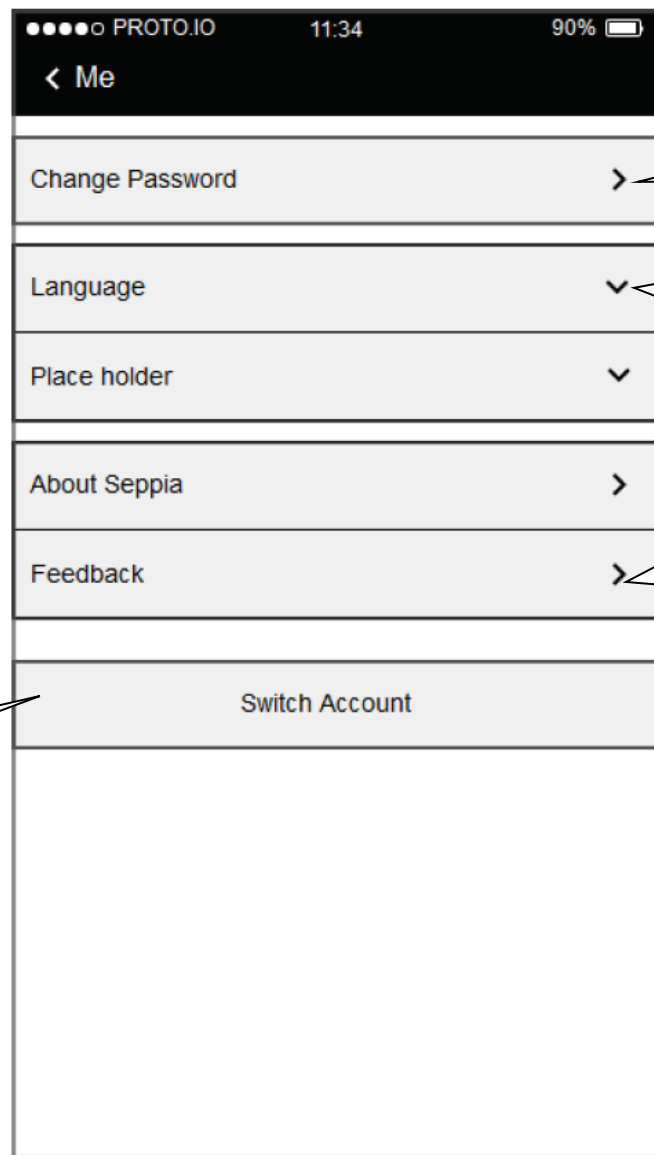 PROTO.IO 11:34 90%
Me
Change Password
Language
Place holder
About Seppia
Feedback
Switch Account